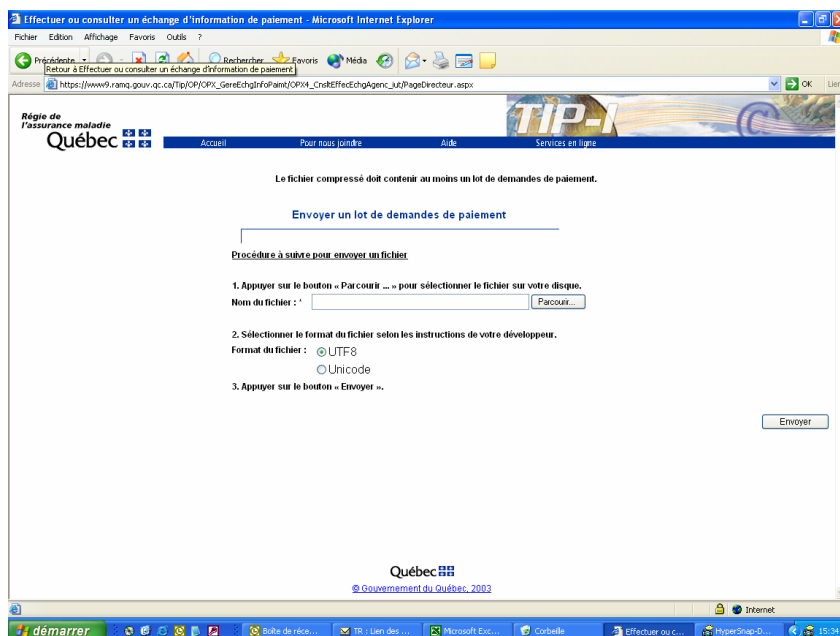 Effectuer ou consulter un échange d'information de paiement - Microsoft Internet Explorer
Fichier Edition Affichage Favoris Outils ?
Précédente Rechercher Favoris Média
Retour à Effectuer ou consulter un échange d'information de paiement
Adresse https://www9.ramq.gouv.qc.ca/Tip/OP/OPX_GereEchgInfoPaimt/OPX4_CnsltEffecEchgAgenc_iut/PageDirecteur.aspx OK Lier
Régie de
l'assurance maladie
Québec
TIP-I
Accueil Pour nous joindre Aide Services en ligne
Le fichier compressé doit contenir au moins un lot de demandes de paiement.
Envoyer un lot de demandes de paiement
Procédure à suivre pour envoyer un fichier
1. Appuyer sur le bouton « Parcourir ... » pour sélectionner le fichier sur votre disque.
Nom du fichier : * Parcourir...
2. Sélectionner le format du fichier selon les instructions de votre développeur.
Format du fichier : UTF8
Unicode
3. Appuyer sur le bouton « Envoyer ».
Envoyer
Québec
© Gouvernement du Québec, 2003
Internet
démarrer Boîte de réce... TR : Lien des ... Microsoft Exc... Corbeille Effectuer ou c... HyperSnap-D...